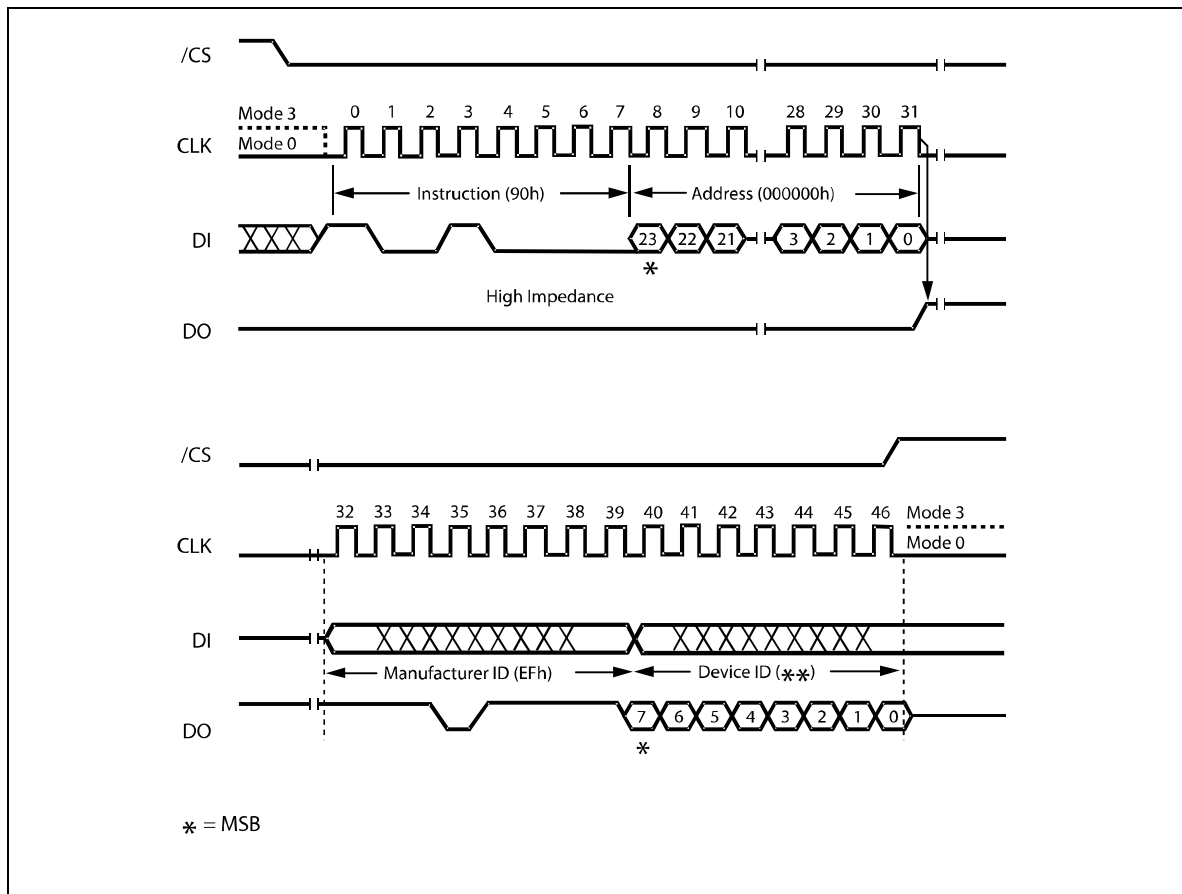 /CS
Mode 3
0 1 2 3 4 5 6 7 8 9 10 28 29 30 31
CLK
Mode 0
Instruction (90h)
Address (000000h)
DI
23 22 21 3 2 1 0
*
High Impedance
DO
/CS
32 33 34 35 36 37 38 39 40 41 42 43 44 45 46
Mode 3
CLK
Mode 0
DI
Manufacturer ID (EFh)
Device ID (**)
DO
7 6 5 4 3 2 1 0
*
* = MSB